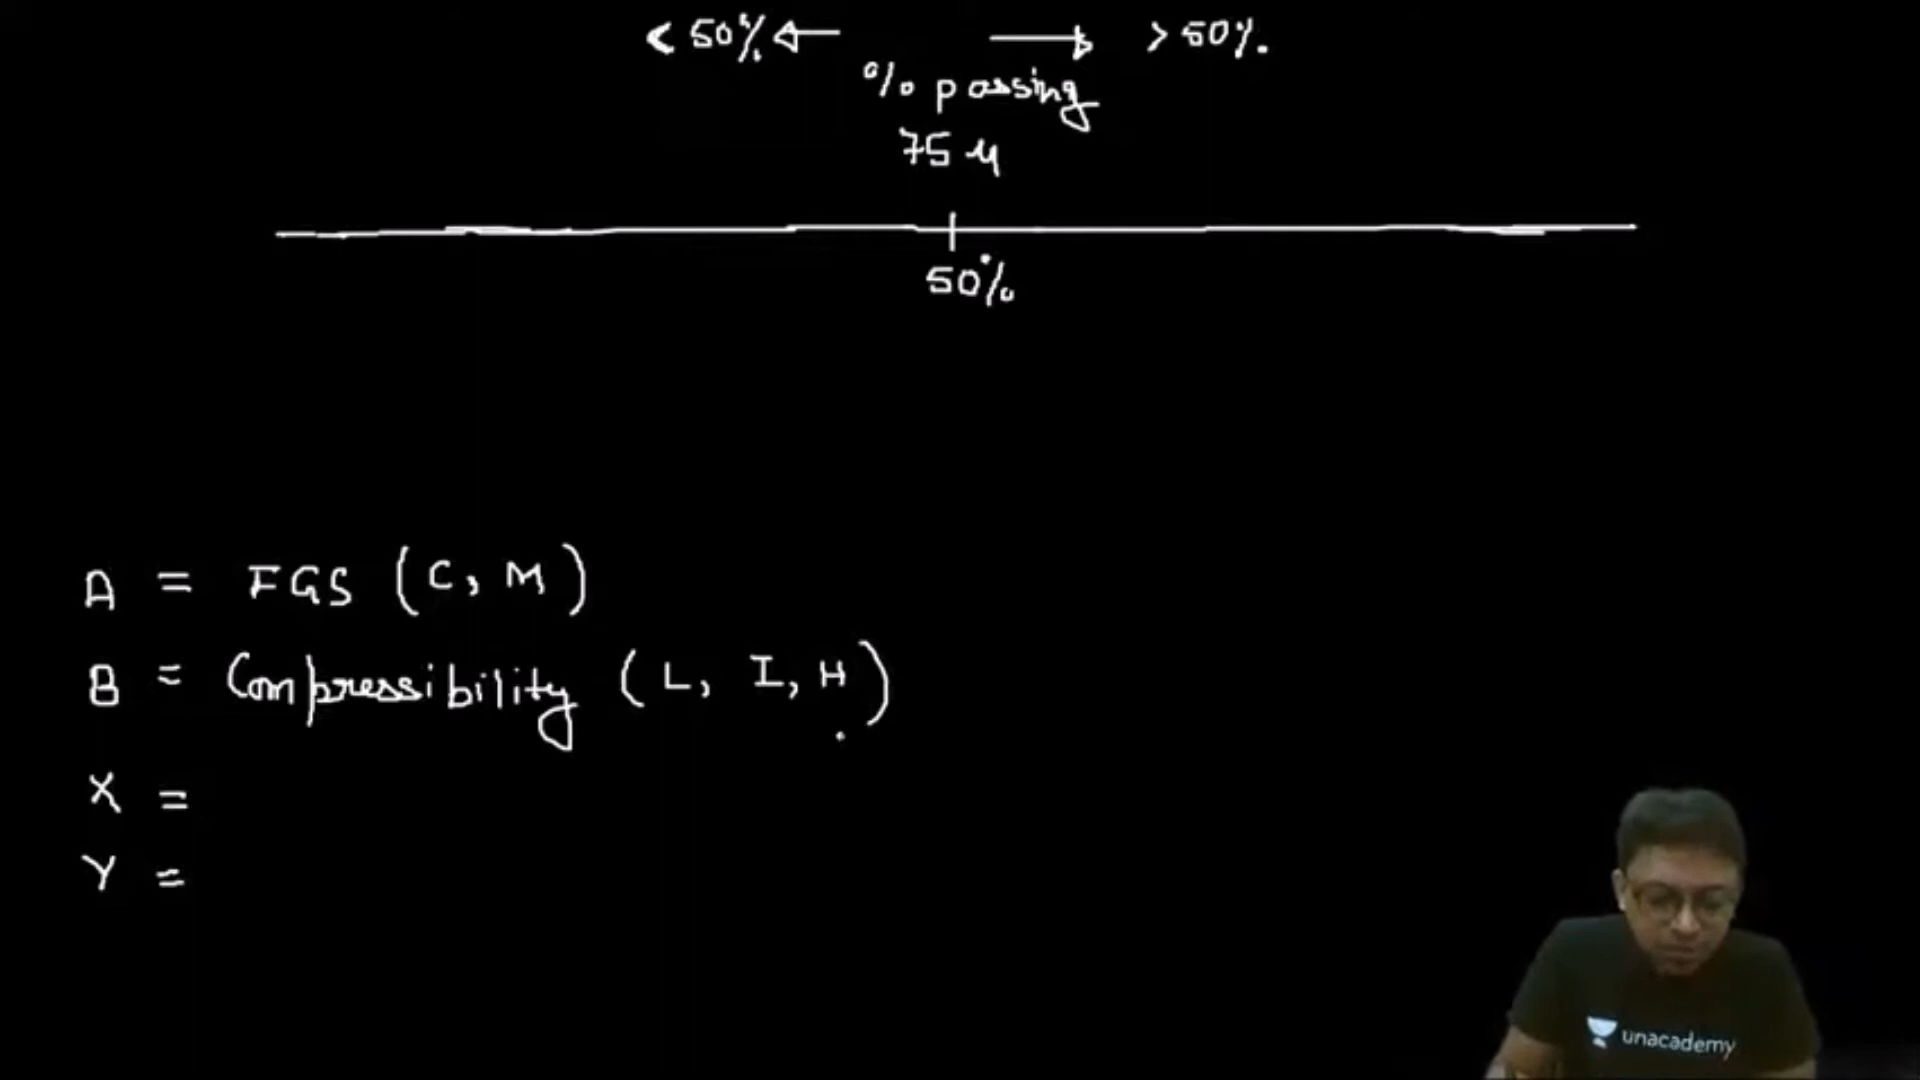 < 50% ← → > 50%.
% passing
75 μ
50%
A = FGS (C, M)
B = Compressibility (L, I, H)
X =
Y =
unacademy